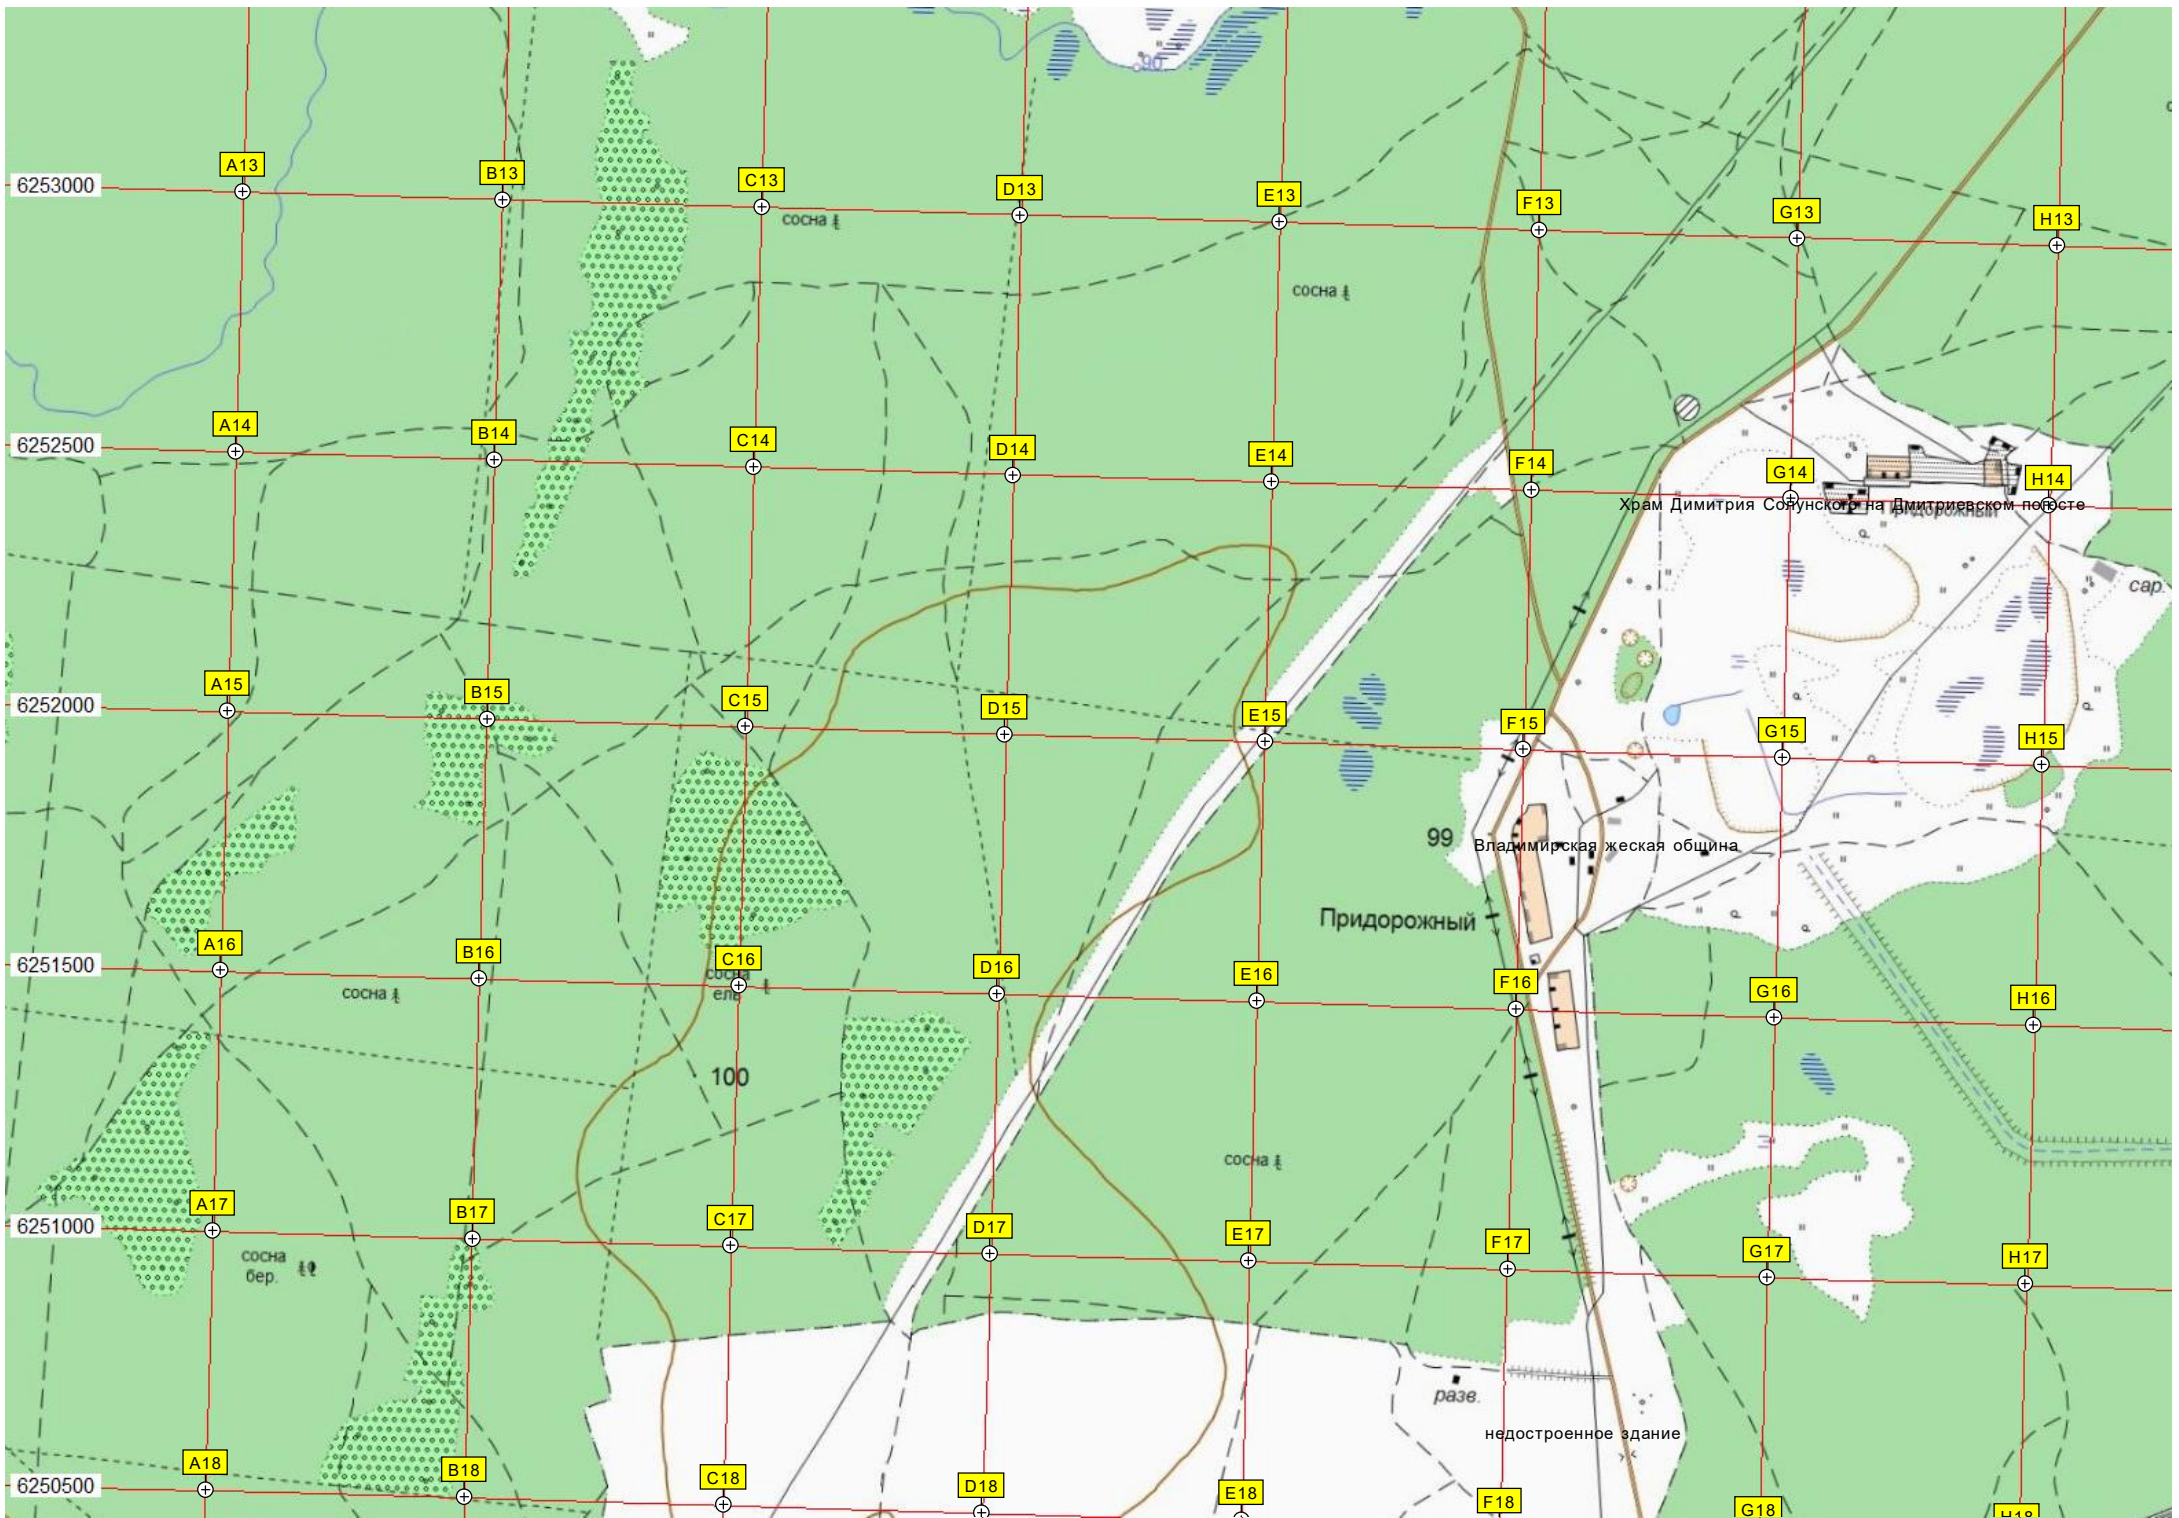 90
A13
B13
C13
D13
E13
F13
G13
H13
6253000
сосна
сосна
A14
B14
C14
D14
E14
F14
G14
H14
6252500
Храм Димитрия Солунского на Дмитриевском погосте
Придорожный
сар.
A15
B15
C15
D15
E15
F15
G15
H15
6252000
99
Владимирская жеская община
Придорожный
A16
B16
C16
D16
E16
F16
G16
H16
6251500
сосна
сосна
ель
100
сосна
A17
B17
C17
D17
E17
F17
G17
H17
6251000
сосна
бер.
разв.
недостроенное здание
A18
B18
C18
D18
E18
F18
G18
H18
6250500